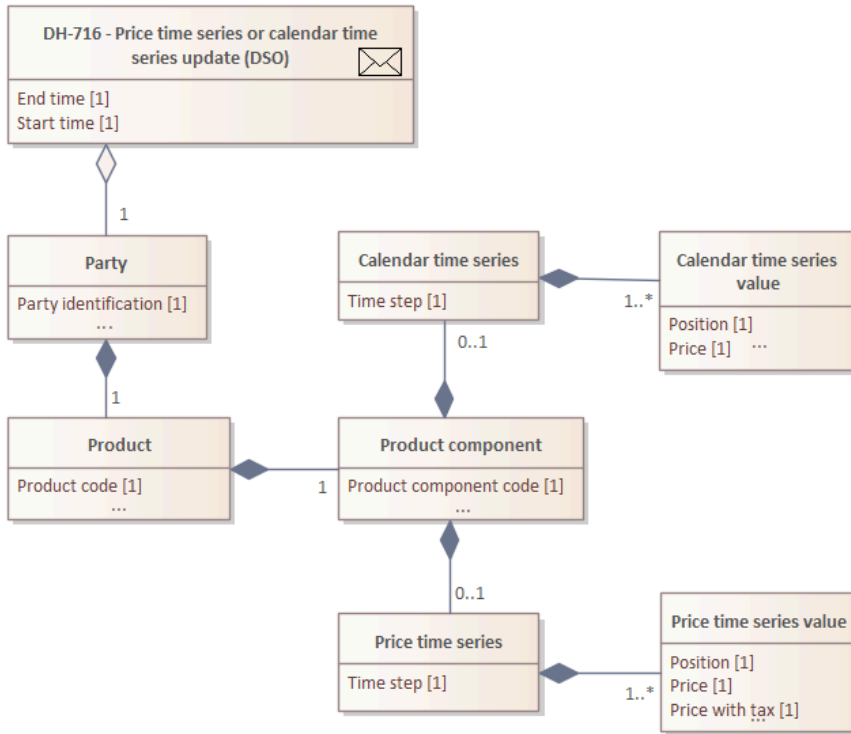 DH-716 - Price time series or calendar time
series update (DSO)
End time [1]
Start time [1]
1
Party
Party identification [1]
...
1
Product
Product code [1]
...
1
Calendar time series
Time step [1]
0..1
1..*
Calendar time series
value
Position [1]
Price [1] ...
Product component
Product component code [1]
...
0..1
Price time series
Time step [1]
1..*
Price time series value
Position [1]
Price [1]
Price with tax [1]
...